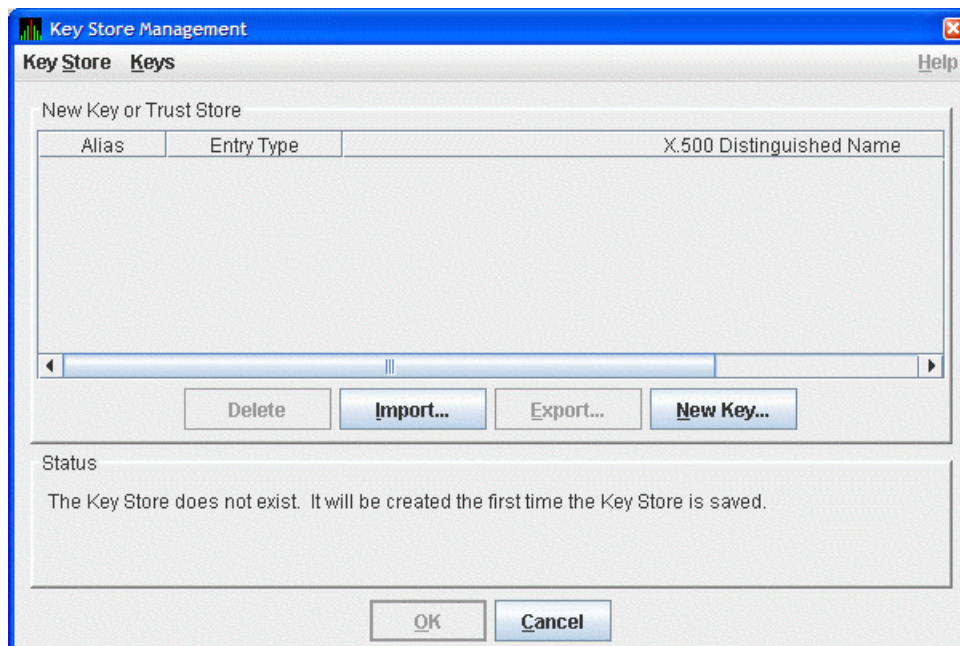 Key Store Management
Key Store Keys Help
New Key or Trust Store
Alias Entry Type X.500 Distinguished Name
Delete Import... Export... New Key...
Status
The Key Store does not exist. It will be created the first time the Key Store is saved.
OK Cancel